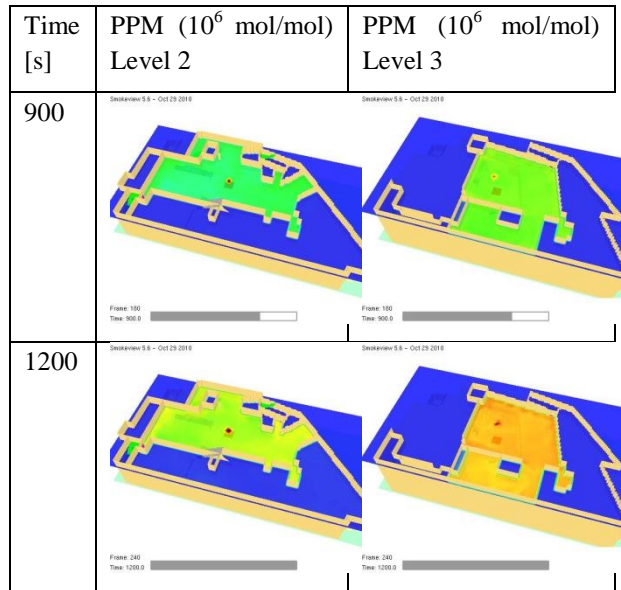 Time [s]
PPM (10⁶ mol/mol) Level 2
PPM (10⁶ mol/mol) Level 3
900
Smokeview 5.6 - Oct 29 2010
Frame: 180
Time: 900.0
Smokeview 5.6 - Oct 29 2010
Frame: 180
Time: 900.0
1200
Smokeview 5.6 - Oct 29 2010
Frame: 240
Time: 1200.0
Smokeview 5.6 - Oct 29 2010
Frame: 240
Time: 1200.0